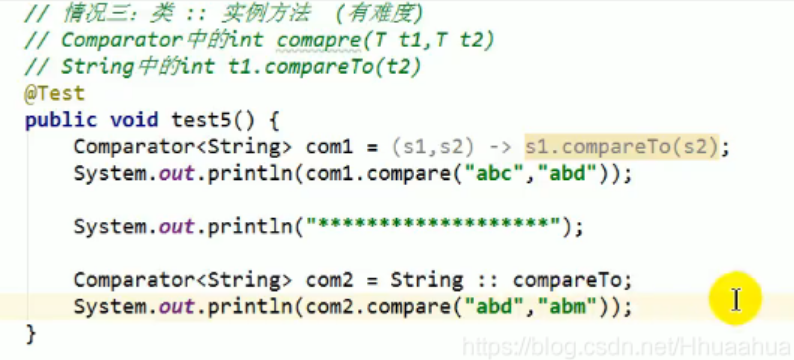 // 情况三：类 :: 实例方法  (有难度)
// Comparator中的int comapre(T t1,T t2)
// String中的int t1.compareTo(t2)
@Test
public void test5() {
    Comparator<String> com1 = (s1,s2) -> s1.compareTo(s2);
    System.out.println(com1.compare("abc","abd"));
    System.out.println("*******************");
    Comparator<String> com2 = String :: compareTo;
    System.out.println(com2.compare("abd","abm"));
}
https://blog.csdn.net/Hhuaahua